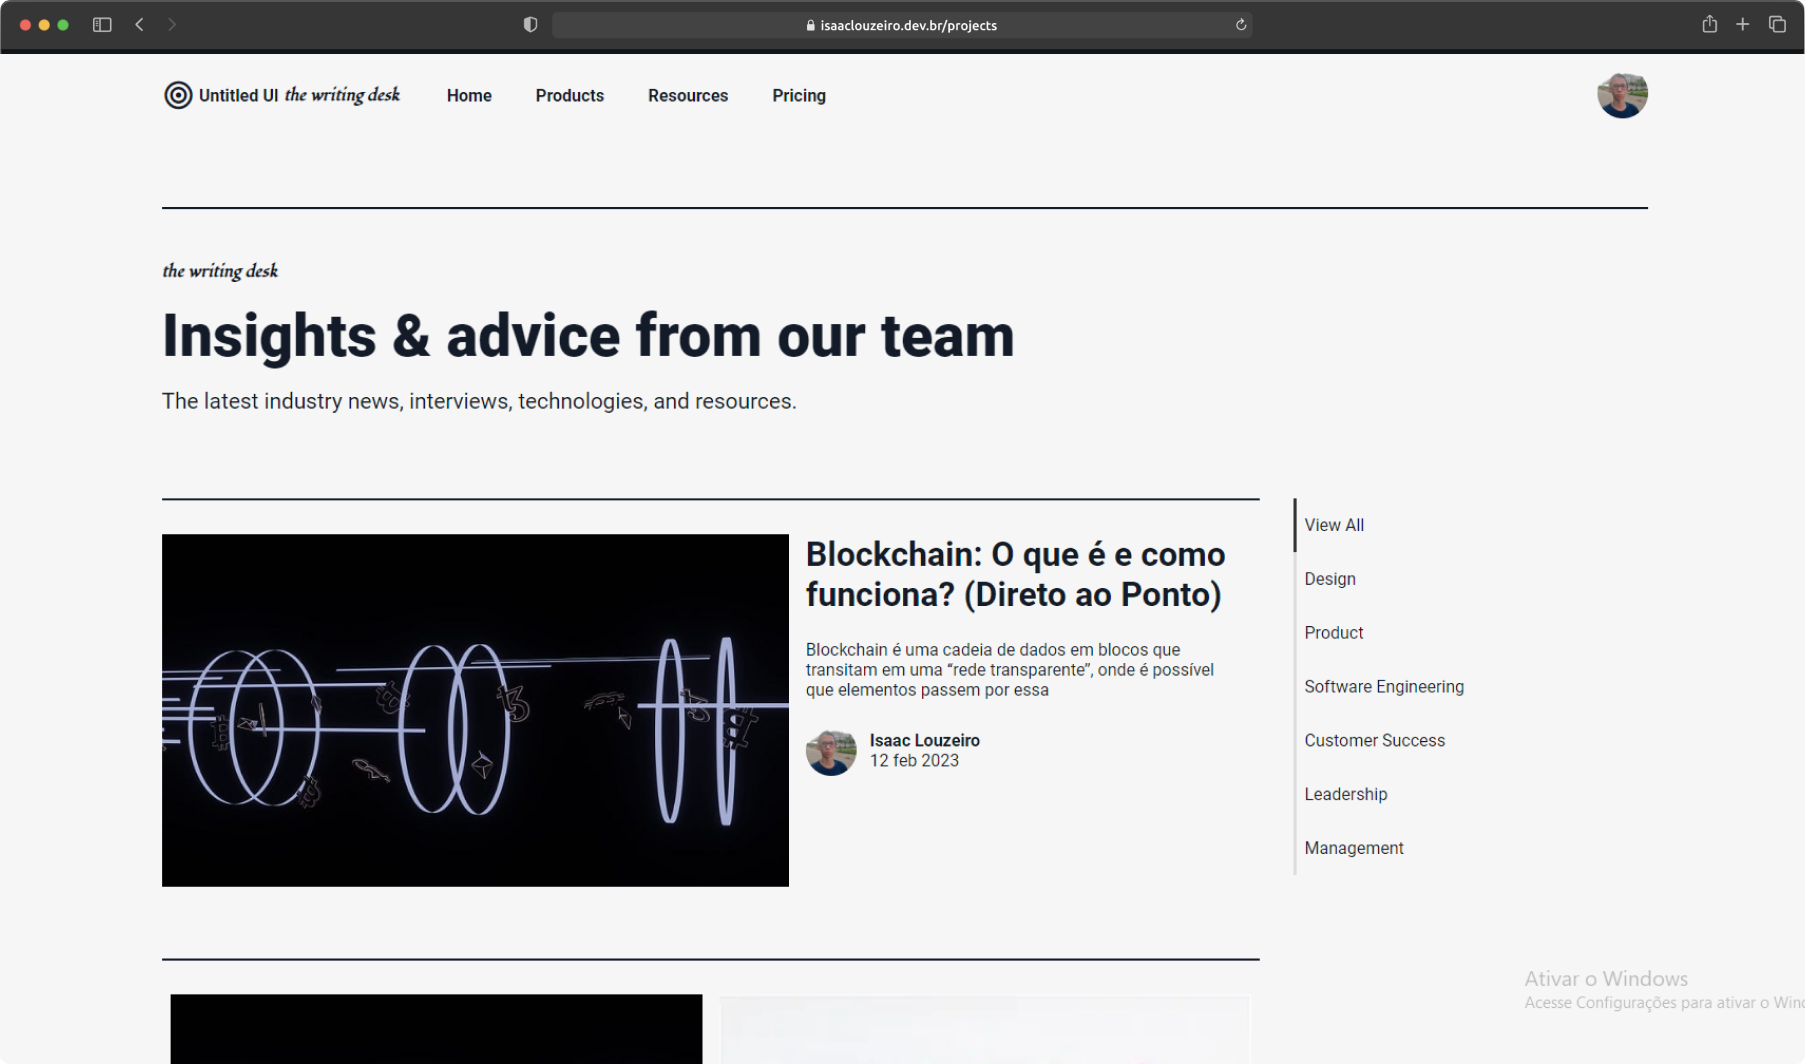 isaaclouzeiro.dev.br/projects
Untitled UI the writing desk
Home
Products
Resources
Pricing
the writing desk
Insights & advice from our team
The latest industry news, interviews, technologies, and resources.
Blockchain: O que é e como
funciona? (Direto ao Ponto)
Blockchain é uma cadeia de dados em blocos que
transitam em uma “rede transparente”, onde é possível
que elementos passem por essa
Isaac Louzeiro
12 feb 2023
View All
Design
Product
Software Engineering
Customer Success
Leadership
Management
Ativar o Windows
Acesse Configurações para ativar o Win